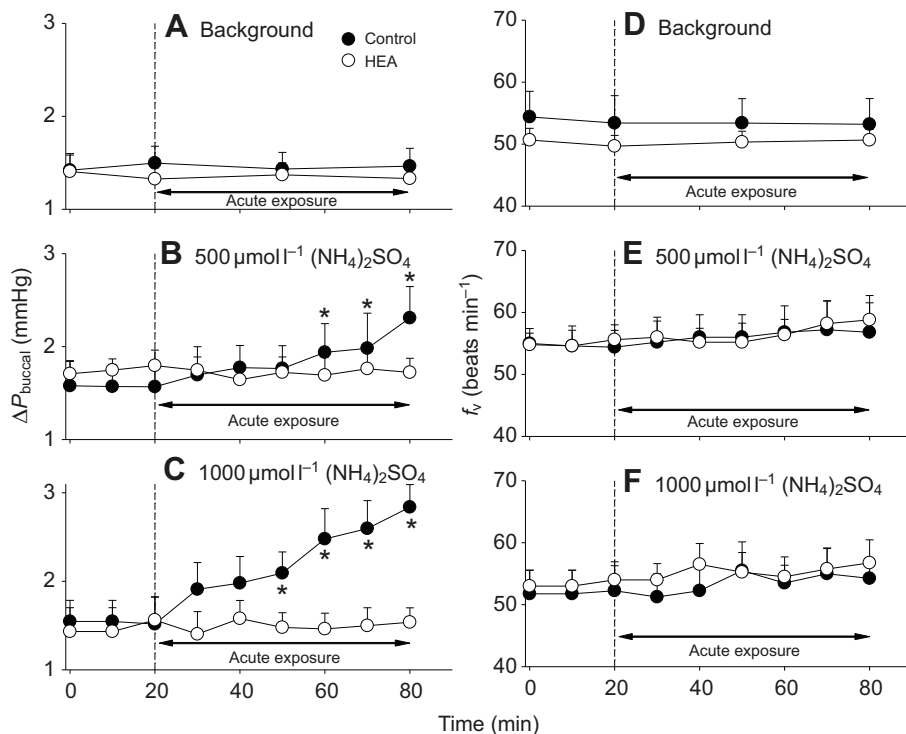 A Background
Control
HEA
3
2
1
Acute exposure
B 500 μmol l⁻¹ (NH₄)₂SO₄
3
2
1
* * *
Acute exposure
C 1000 μmol l⁻¹ (NH₄)₂SO₄
3
2
1
* * * *
Acute exposure
0 20 40 60 80
ΔP buccal (mmHg)
D Background
70
60
50
40
Acute exposure
E 500 μmol l⁻¹ (NH₄)₂SO₄
70
60
50
40
Acute exposure
F 1000 μmol l⁻¹ (NH₄)₂SO₄
70
60
50
40
Acute exposure
0 20 40 60 80
fv (beats min⁻¹)
Time (min)